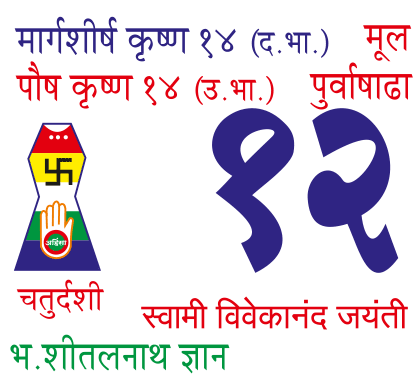 मार्गशीर्ष कृष्ण १४ (द.भा.) मूल
पौष कृष्ण १४ (उ.भा.) पुर्वाषाढा
१२
अहिंसा
चतुर्दशी
स्वामी विवेकानंद जयंती
भ.शीतलनाथ ज्ञान